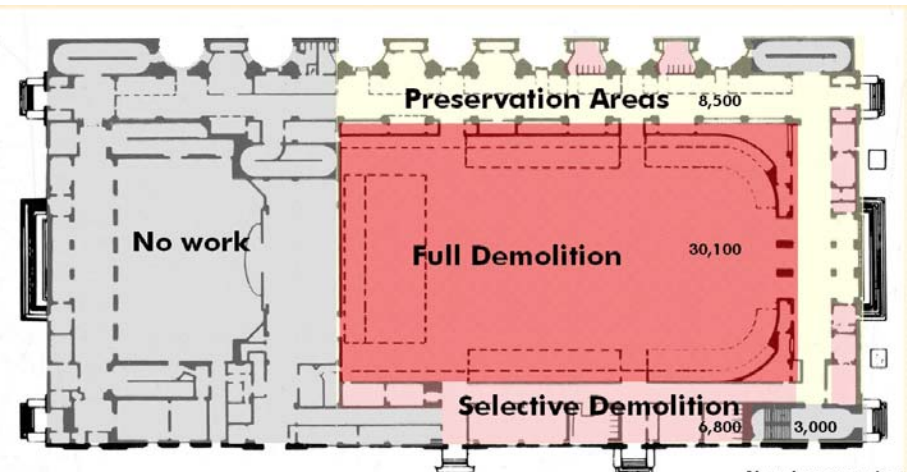 Preservation Areas 8,500
No work
Full Demolition 30,100
Selective Demolition
6,800 3,000